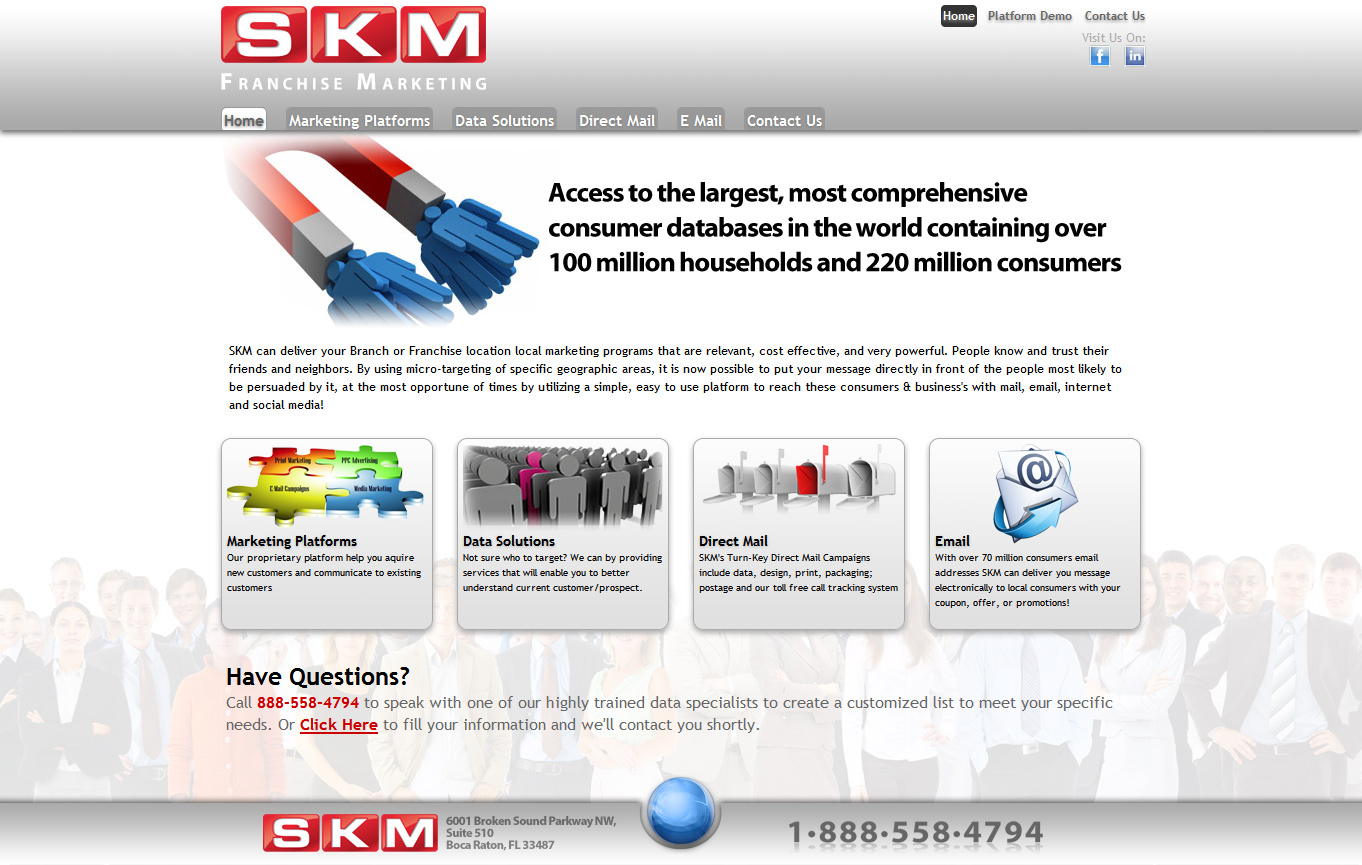 SKM
FRANCHISE MARKETING
Home Platform Demo Contact Us
Visit Us On:
f in
Home Marketing Platforms Data Solutions Direct Mail E Mail Contact Us
Access to the largest, most comprehensive
consumer databases in the world containing over
100 million households and 220 million consumers
SKM can deliver your Branch or Franchise location local marketing programs that are relevant, cost effective, and very powerful. People know and trust their
friends and neighbors. By using micro-targeting of specific geographic areas, it is now possible to put your message directly in front of the people most likely to
be persuaded by it, at the most opportune of times by utilizing a simple, easy to use platform to reach these consumers & business's with mail, email, internet
and social media!
Print Marketing PPC Advertising
E Mail Campaigns Media Marketing
Marketing Platforms
Our proprietary platform help you aquire
new customers and communicate to existing
customers
Data Solutions
Not sure who to target? We can by providing
services that will enable you to better
understand current customer/prospect.
Direct Mail
SKM's Turn-Key Direct Mail Campaigns
include data, design, print, packaging;
postage and our toll free call tracking system
@
Email
With over 70 million consumers email
addresses SKM can deliver you message
electronically to local consumers with your
coupon, offer, or promotions!
Have Questions?
Call 888-558-4794 to speak with one of our highly trained data specialists to create a customized list to meet your specific
needs. Or Click Here to fill your information and we'll contact you shortly.
SKM
6001 Broken Sound Parkway NW,
Suite 510
Boca Raton, FL 33487
1·888·558·4794